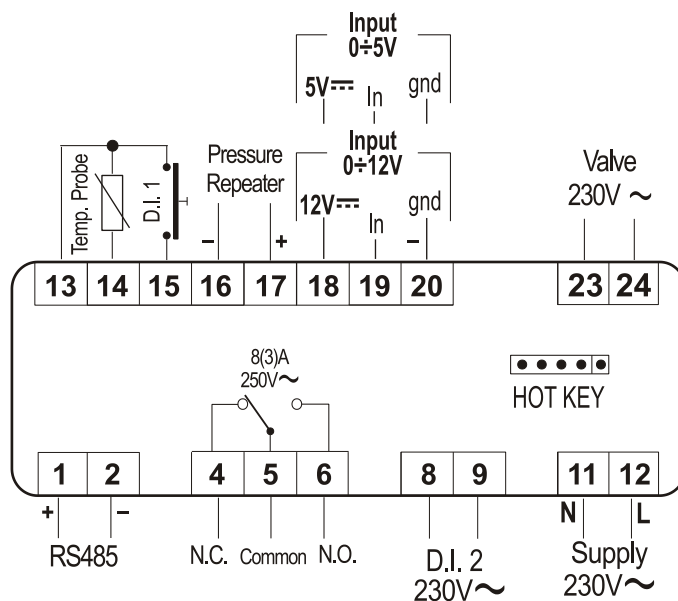 Input
0÷5V
5V⎓ In gnd
Input
0÷12V
12V⎓ In gnd
Temp. Probe
D.I. 1
Pressure
Repeater
– + –
Valve
230V ~
13 14 15 16 17 18 19 20 23 24
8(3)A
250V~
HOT KEY
1 2 4 5 6 8 9 11 12
+ – N L
RS485 N.C. Common N.O.
D.I. 2
230V~
Supply
230V~